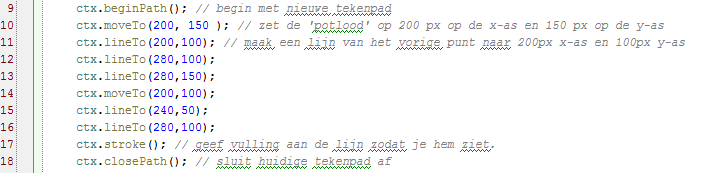 9 ctx.beginPath(); // begin met nieuwe tekenpad
10 ctx.moveTo(200, 150 ); // zet de 'potlood' op 200 px op de x-as en 150 px op de y-as
11 ctx.lineTo(200,100); // maak een lijn van het vorige punt naar 200px x-as en 100px y-as
12 ctx.lineTo(280,100);
13 ctx.lineTo(280,150);
14 ctx.moveTo(200,100);
15 ctx.lineTo(240,50);
16 ctx.lineTo(280,100);
17 ctx.stroke(); // geef vulling aan de lijn zodat je hem ziet.
18 ctx.closePath(); // sluit huidige tekenpad af